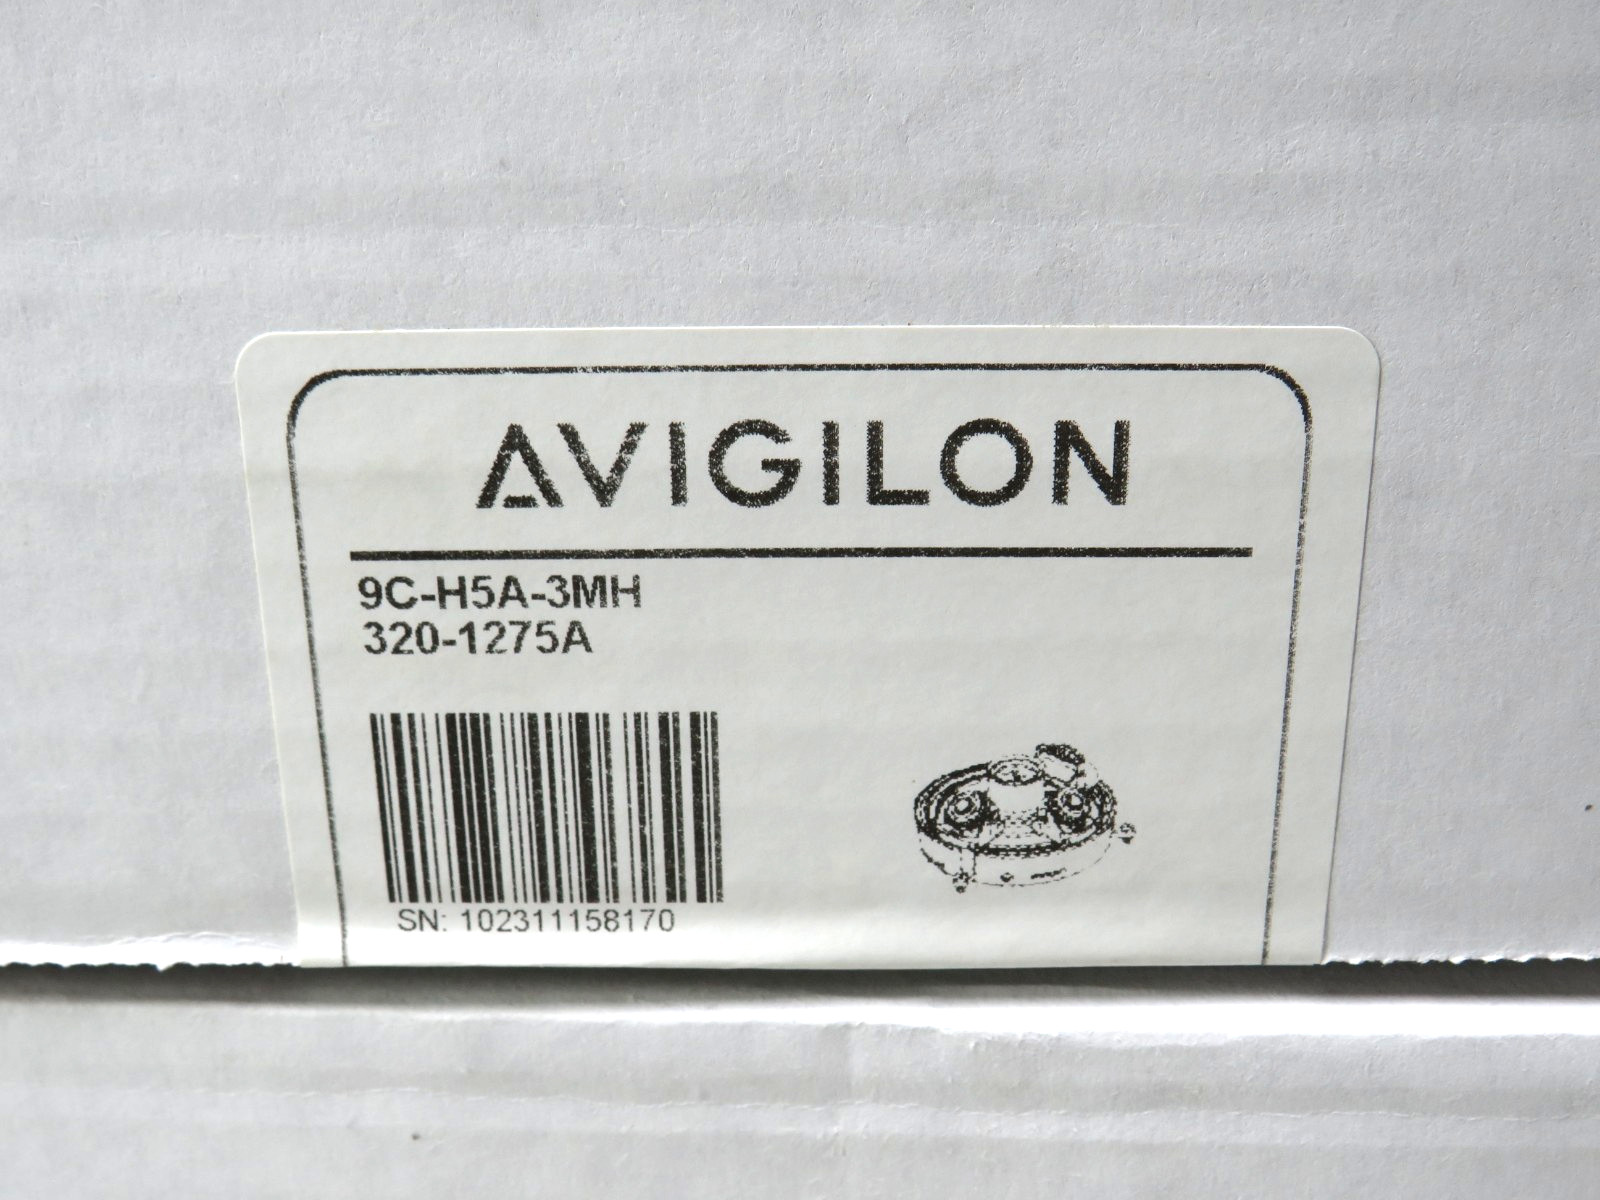 AVIGILON
9C-H5A-3MH
320-1275A
SN: 102311158170